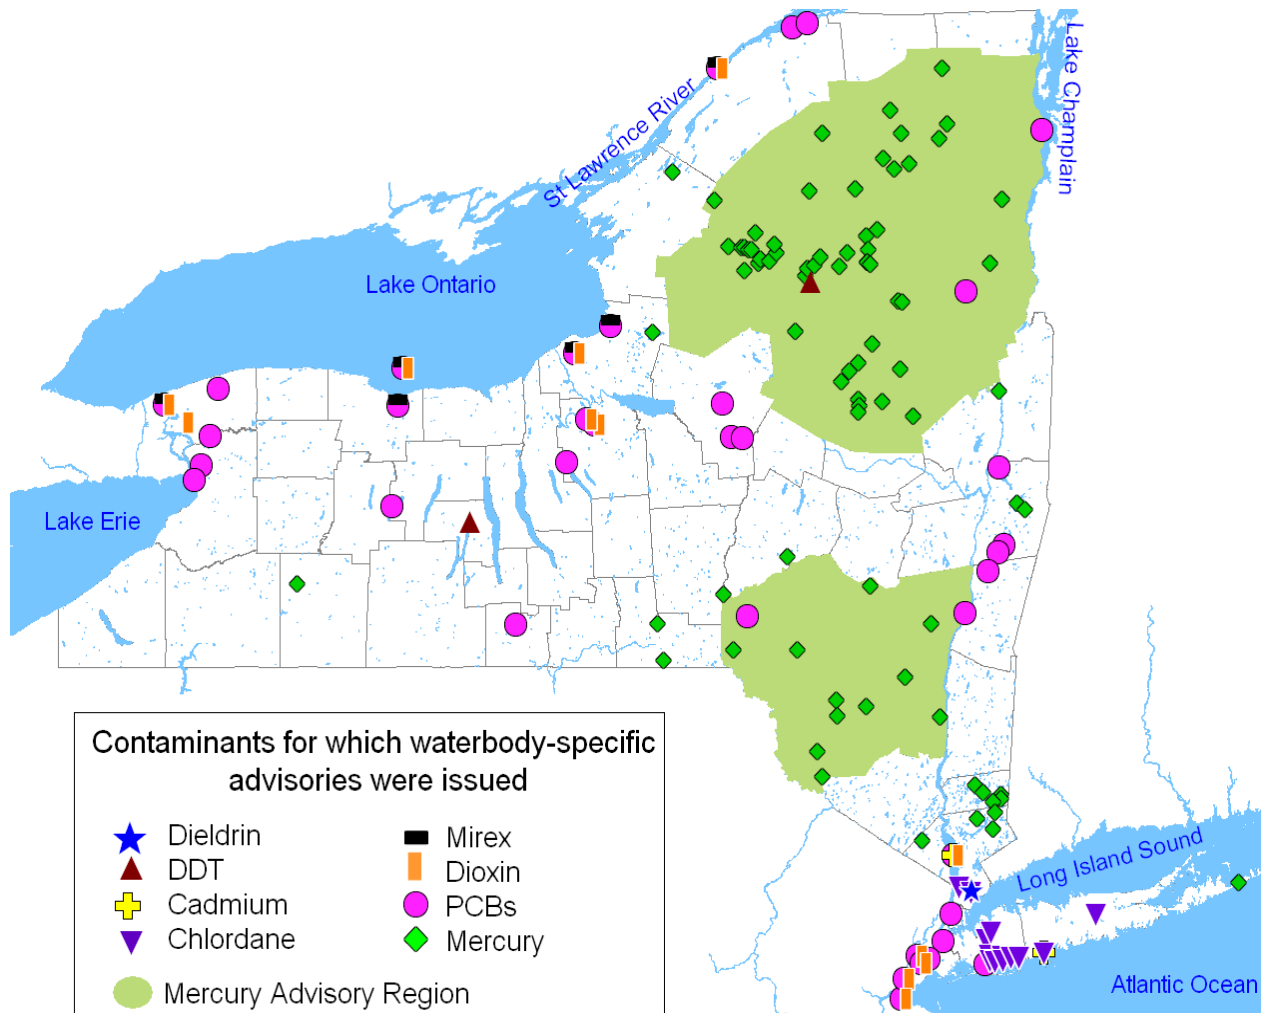 Lake Champlain
St Lawrence River
Lake Ontario
Lake Erie
Contaminants for which waterbody-specific
advisories were issued
Dieldrin
DDT
Cadmium
Chlordane
Mirex
Dioxin
PCBs
Mercury
Mercury Advisory Region
Long Island Sound
Atlantic Ocean